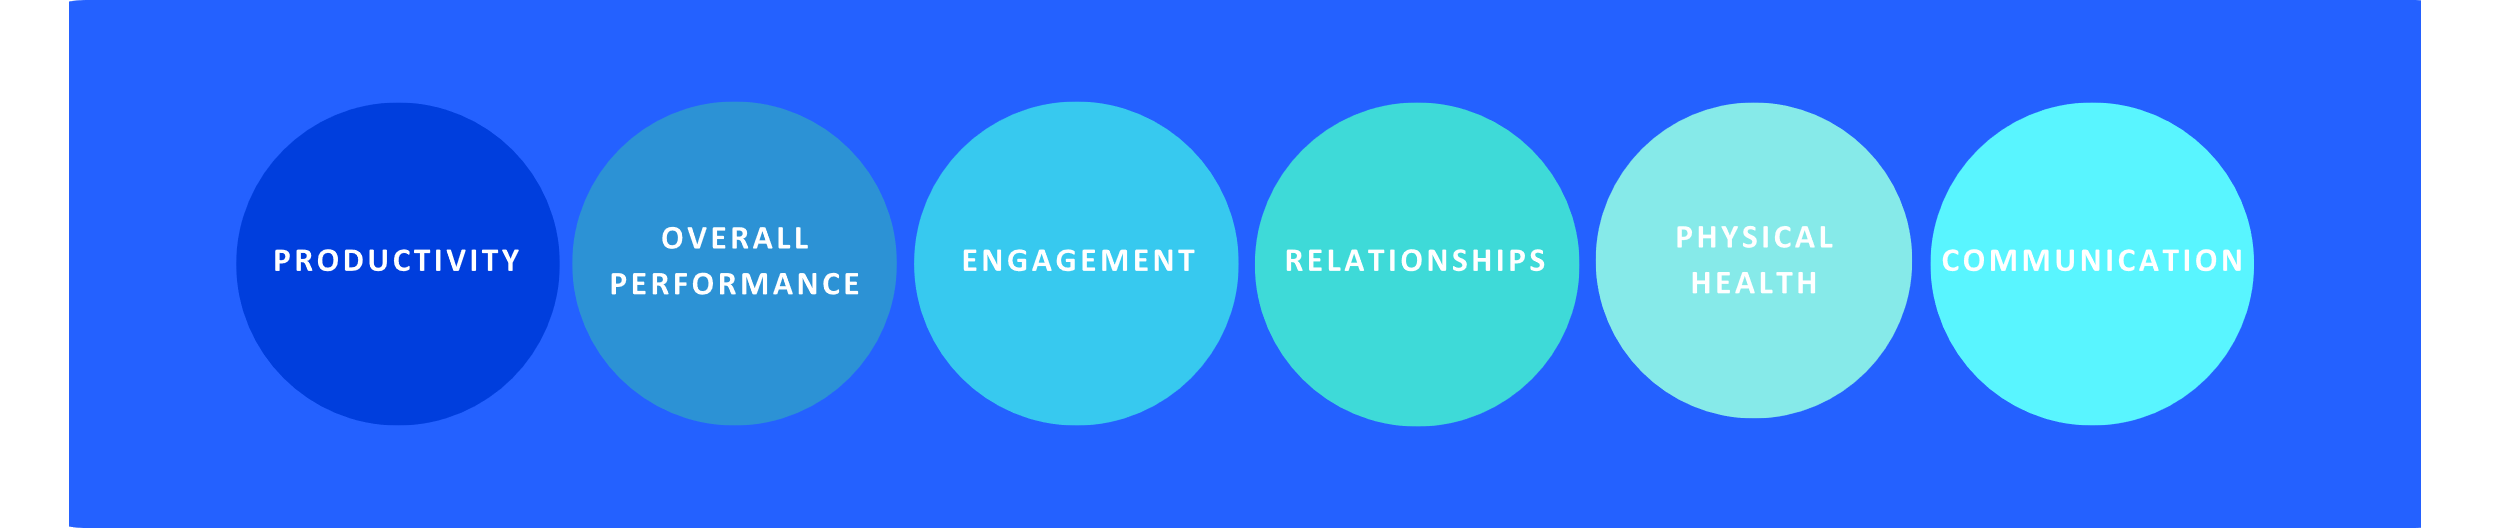 PRODUCTIVITY
OVERALL
PERFORMANCE
ENGAGEMENT
RELATIONSHIPS
PHYSICAL
HEALTH
COMMUNICATION